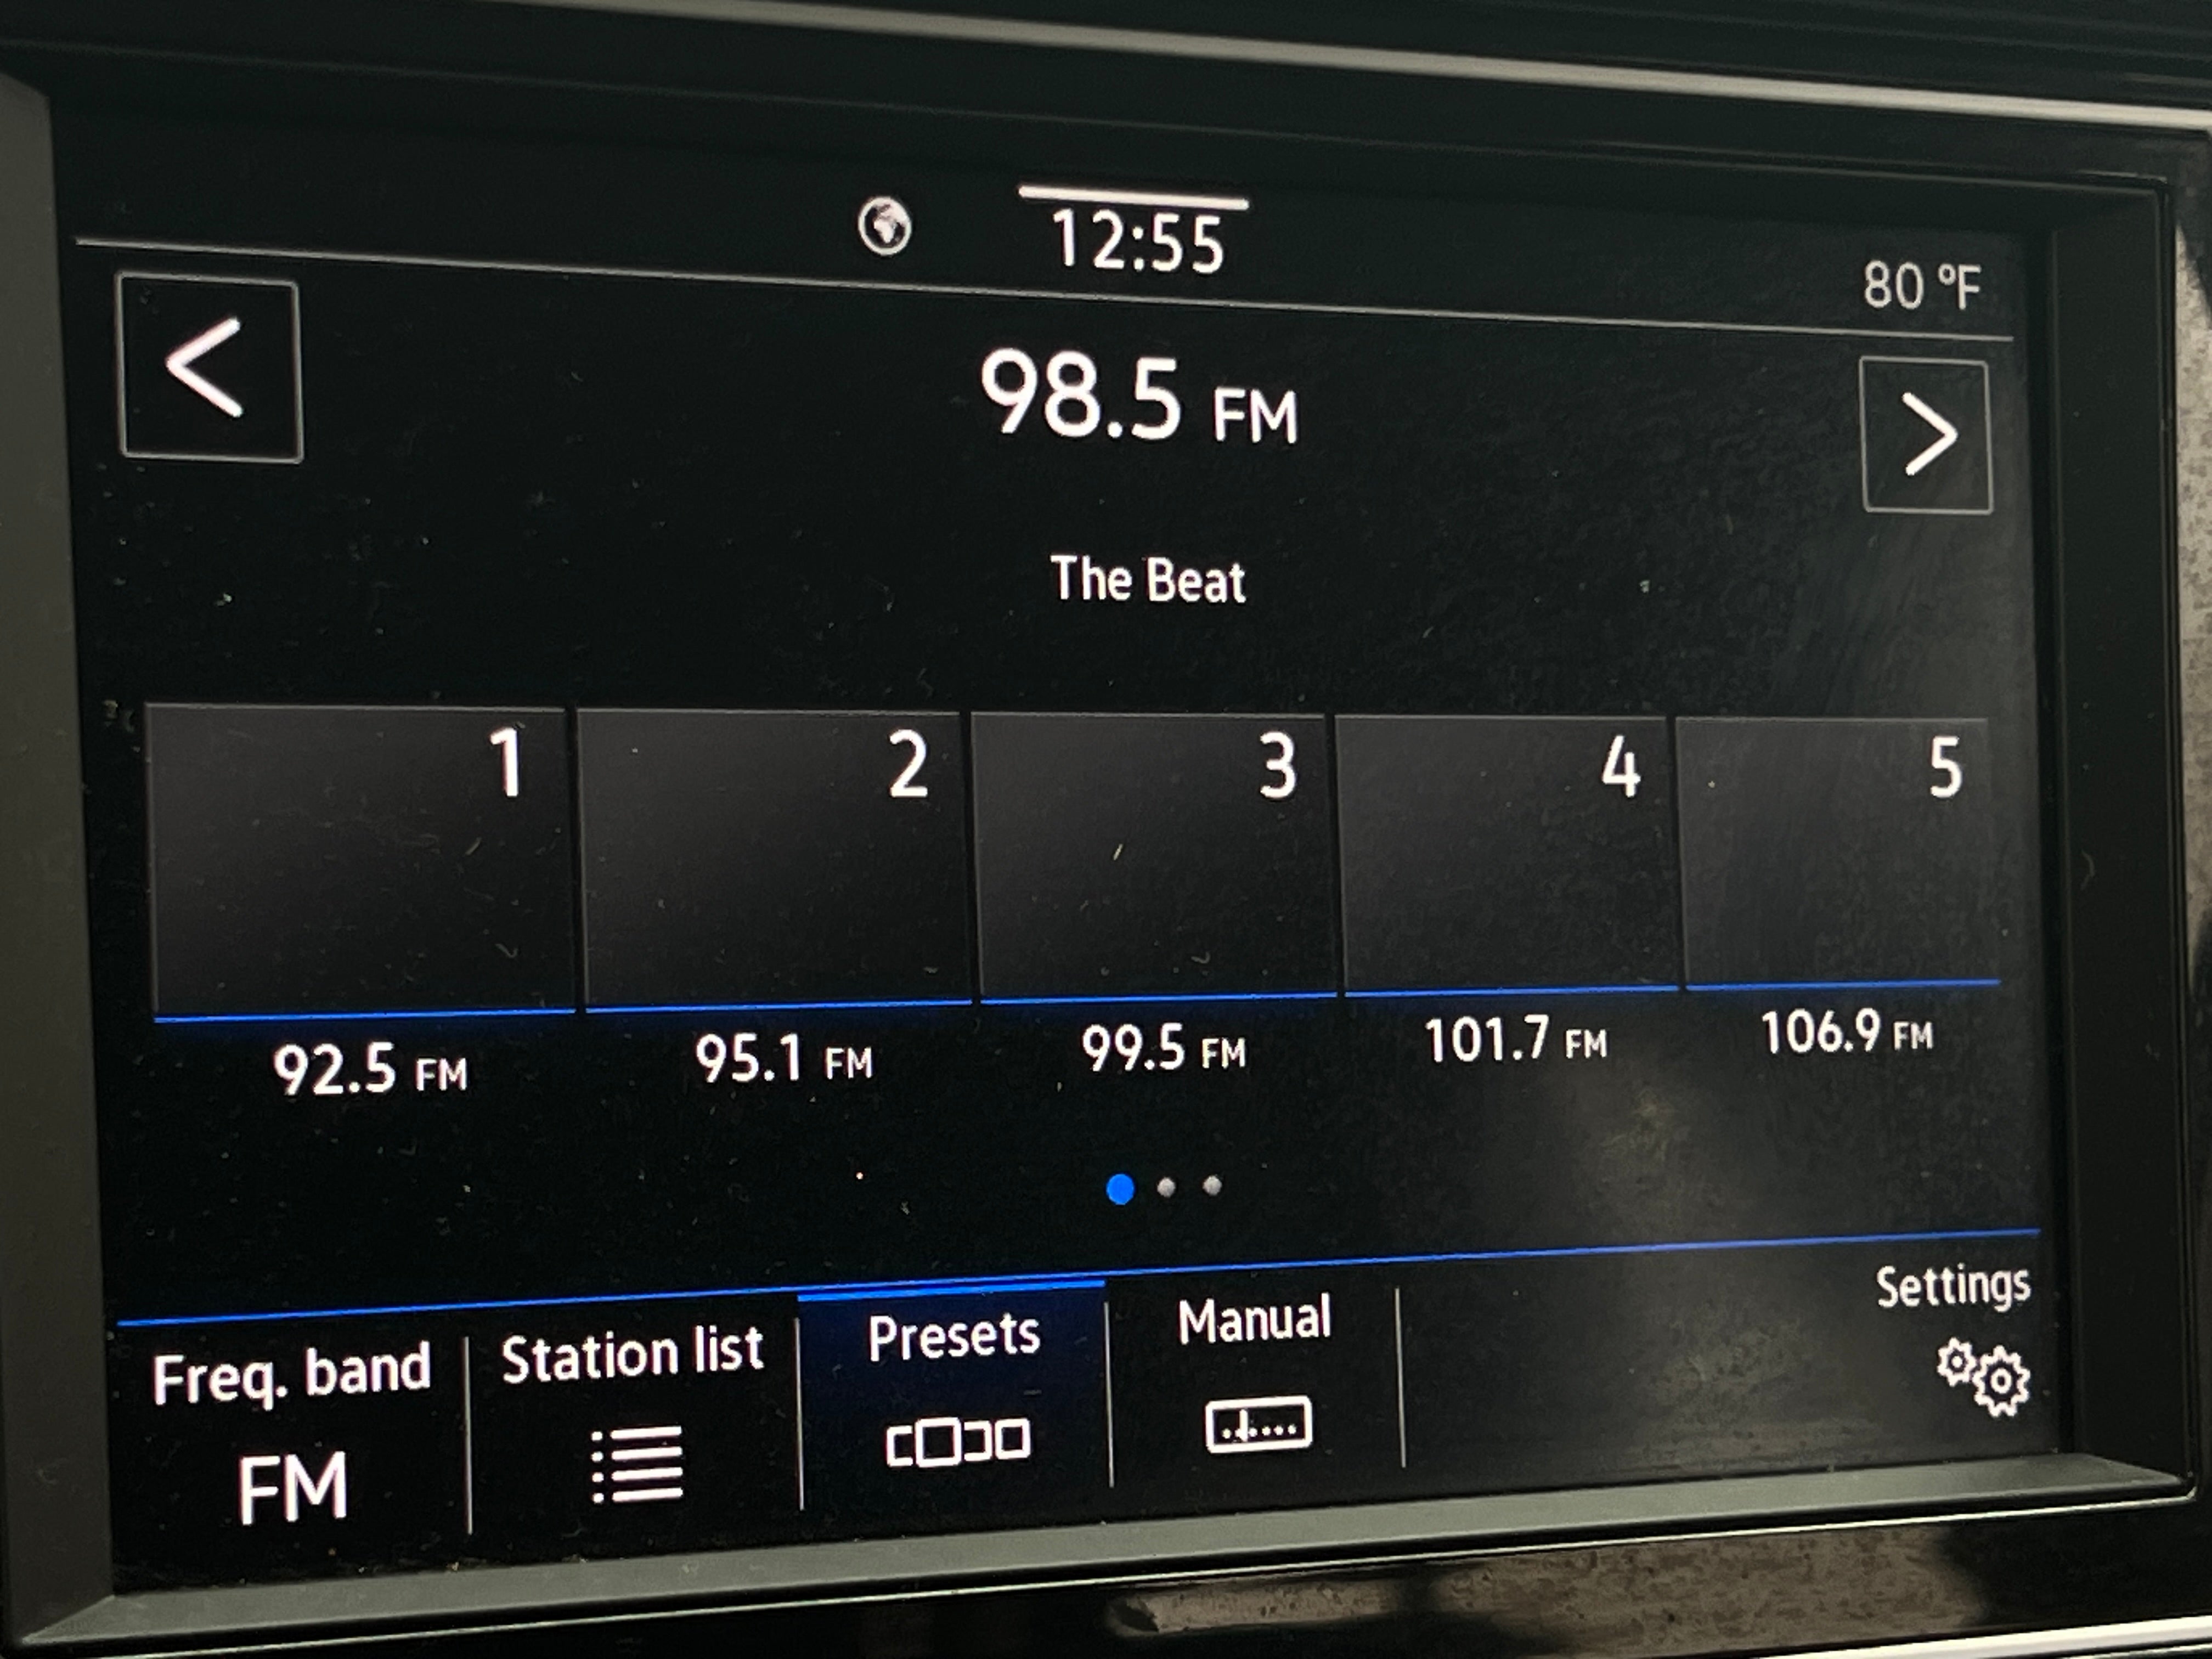 12:55
80 °F
<
98.5 FM
>
The Beat
1 2 3 4 5
92.5 FM 95.1 FM 99.5 FM 101.7 FM 106.9 FM
Freq. band Station list Presets Manual Settings
FM